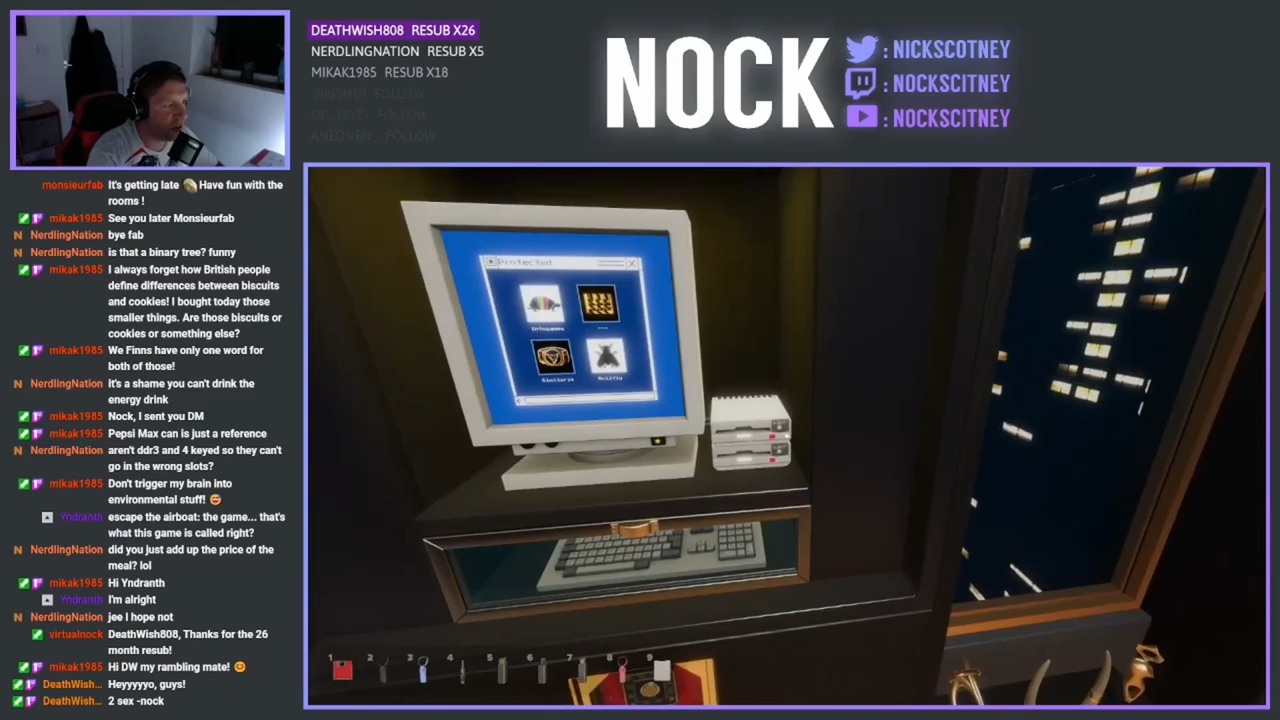 DEATHWISH808 RESUB X26
NERDLINGNATION RESUB X5
MIKAK1985 RESUB X18
NOCK
: NICKSCOTNEY
: NOCKSCITNEY
: NOCKSCITNEY
monsieurfab It's getting late Have fun with the
rooms !
mikak1985 See you later Monsieurfab
N NerdlingNation bye fab
N NerdlingNation is that a binary tree? funny
mikak1985 I always forget how British people
define differences between biscuits
and cookies! I bought today those
smaller things. Are those biscuits or
cookies or something else?
mikak1985 We Finns have only one word for
both of those!
N NerdlingNation it's a shame you can't drink the
energy drink
mikak1985 Nock, I sent you DM
mikak1985 Pepsi Max can is just a reference
N NerdlingNation aren't ddr3 and 4 keyed so they can't
go in the wrong slots?
mikak1985 Don't trigger my brain into
environmental stuff!
Yndranth escape the airboat: the game... that's
what this game is called right?
N NerdlingNation did you just add up the price of the
meal? lol
mikak1985 Hi Yndranth
Yndranth I'm alright
N NerdlingNation jee I hope not
virtualnock DeathWish808, Thanks for the 26
month resub!
mikak1985 Hi DW my rambling mate!
DeathWish... Heyyyyyo, guys!
DeathWish... 2 sex -nock
Protected
1 2 3 4 5 6 7 8 9